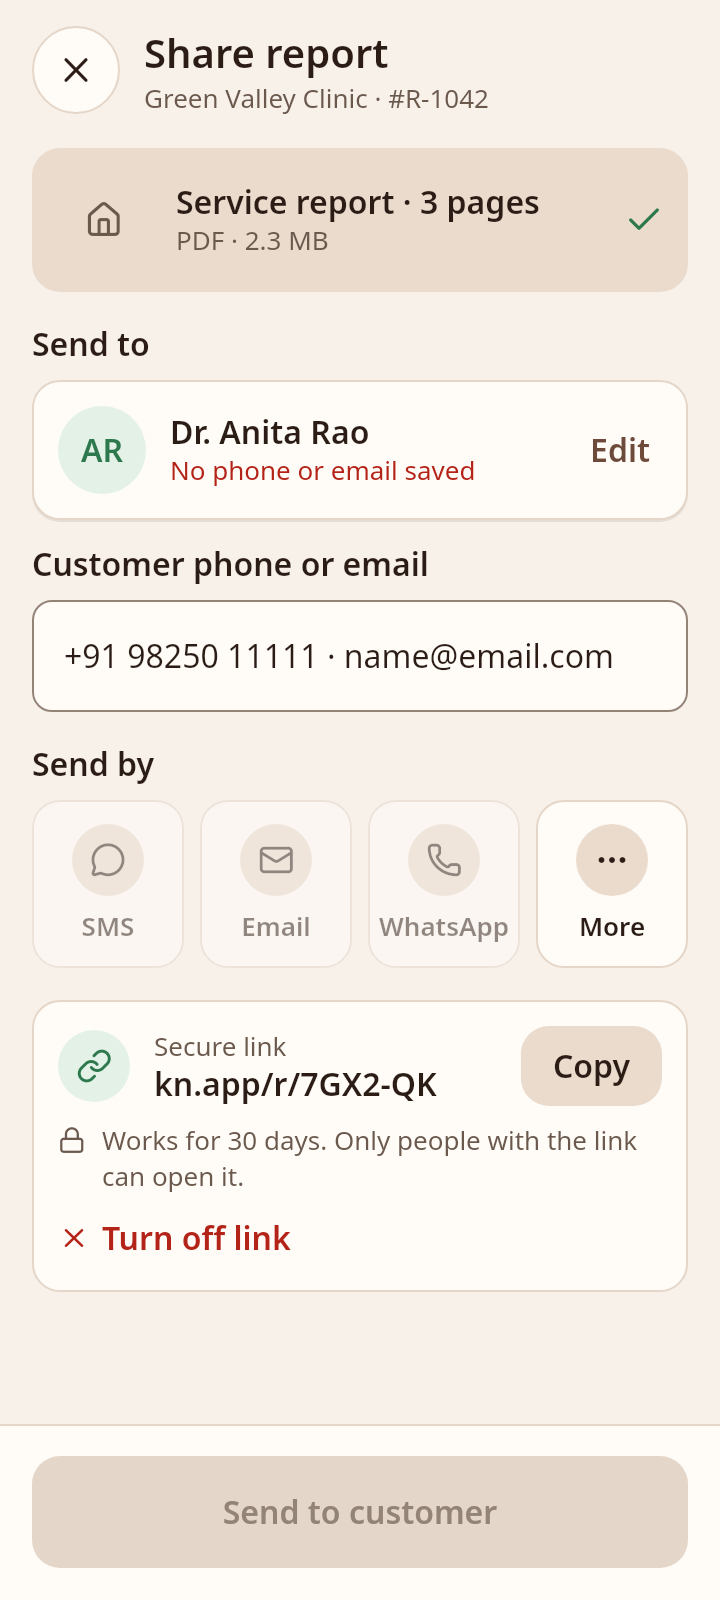 Share report
Green Valley Clinic · #R-1042
Service report · 3 pages
PDF · 2.3 MB
Send to
AR
Dr. Anita Rao
No phone or email saved
Edit
Customer phone or email
+91 98250 11111 · name@email.com
Send by
SMS
Email
WhatsApp
More
Secure link
kn.app/r/7GX2-QK
Copy
Works for 30 days. Only people with the link
can open it.
Turn off link
Send to customer